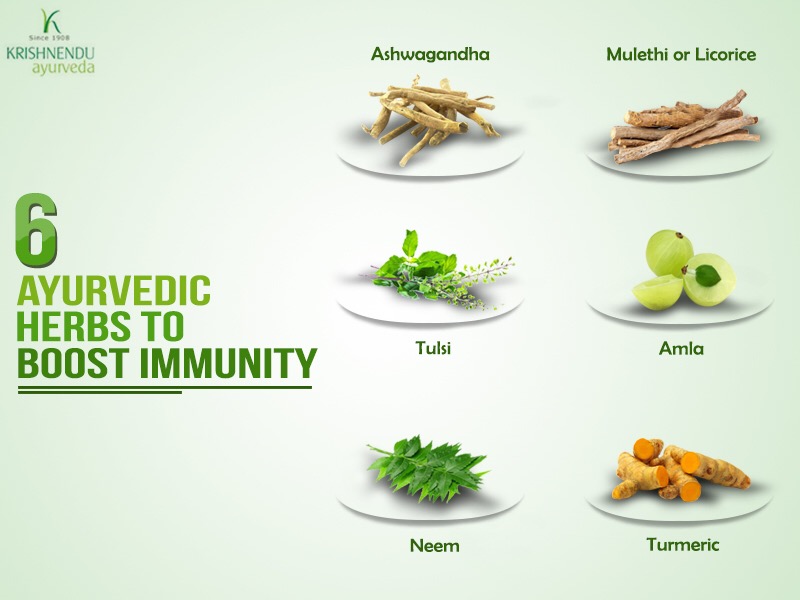 Since 1908
KRISHNENDU
ayurveda
6
AYURVEDIC
HERBS TO
BOOST IMMUNITY
Ashwagandha
Mulethi or Licorice
Tulsi
Amla
Neem
Turmeric